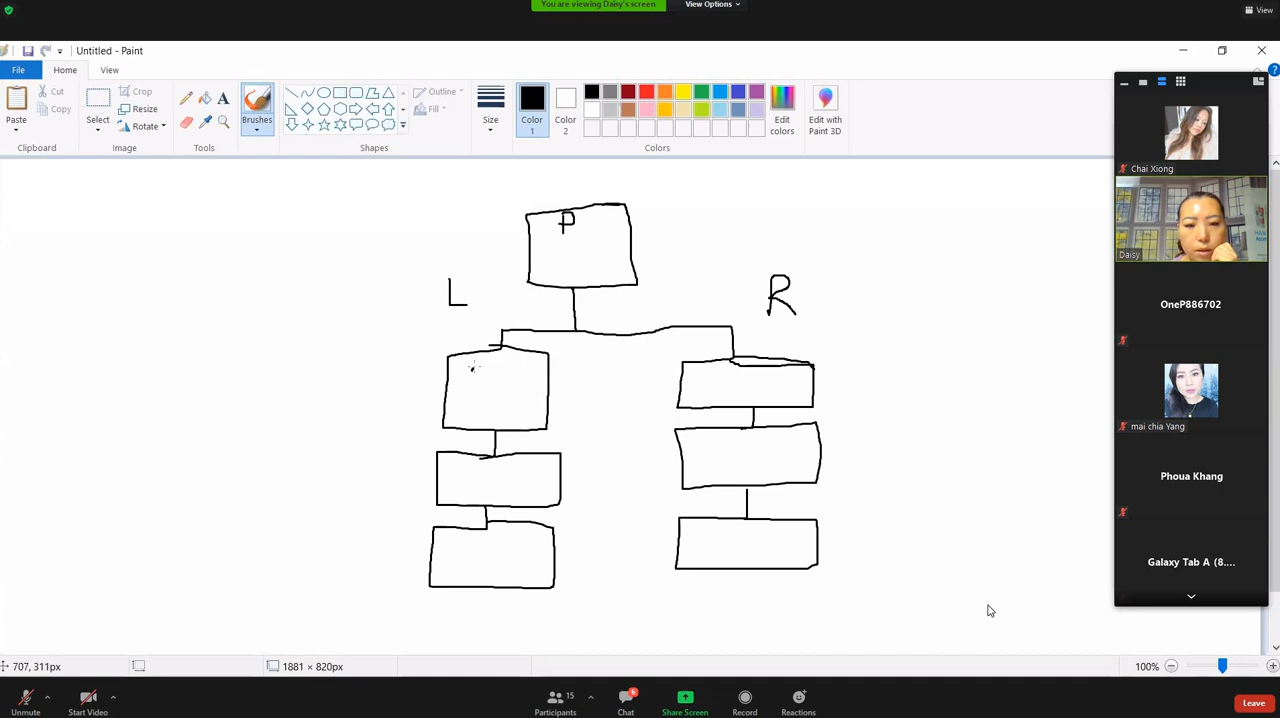 You are viewing Daisy's screen
View Options
View
Untitled - Paint
File
Home
View
Cut
Copy
Paste
Clipboard
Select
Crop
Resize
Rotate
Image
Tools
Brushes
Outline
Fill
Shapes
Size
Color 1
Color 2
Edit colors
Edit with Paint 3D
Colors
P
L
R
Chai Xiong
Daisy
OneP886702
mai chia Yang
Phoua Khang
Galaxy Tab A (8....
707, 311px
1881 × 820px
100%
Unmute
Start Video
15
Participants
6
Chat
Share Screen
Record
Reactions
Leave